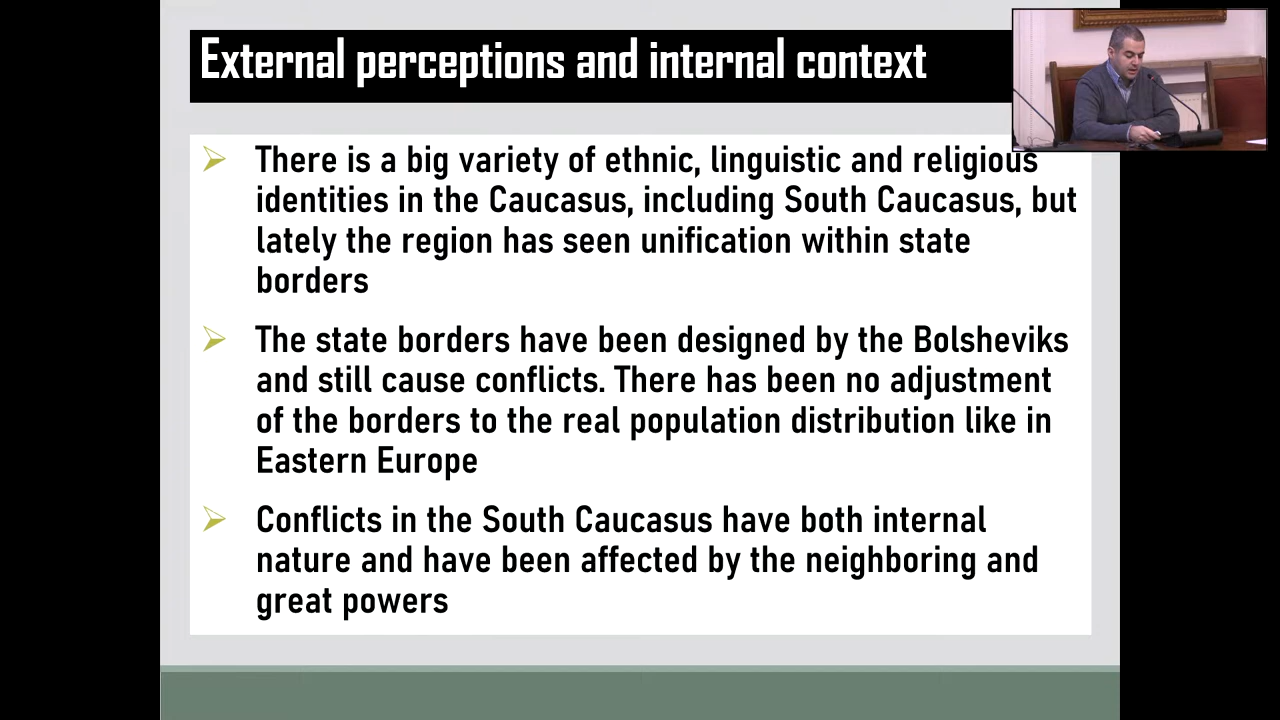 External perceptions and internal context
There is a big variety of ethnic, linguistic and religious
identities in the Caucasus, including South Caucasus, but
lately the region has seen unification within state
borders
The state borders have been designed by the Bolsheviks
and still cause conflicts. There has been no adjustment
of the borders to the real population distribution like in
Eastern Europe
Conflicts in the South Caucasus have both internal
nature and have been affected by the neighboring and
great powers